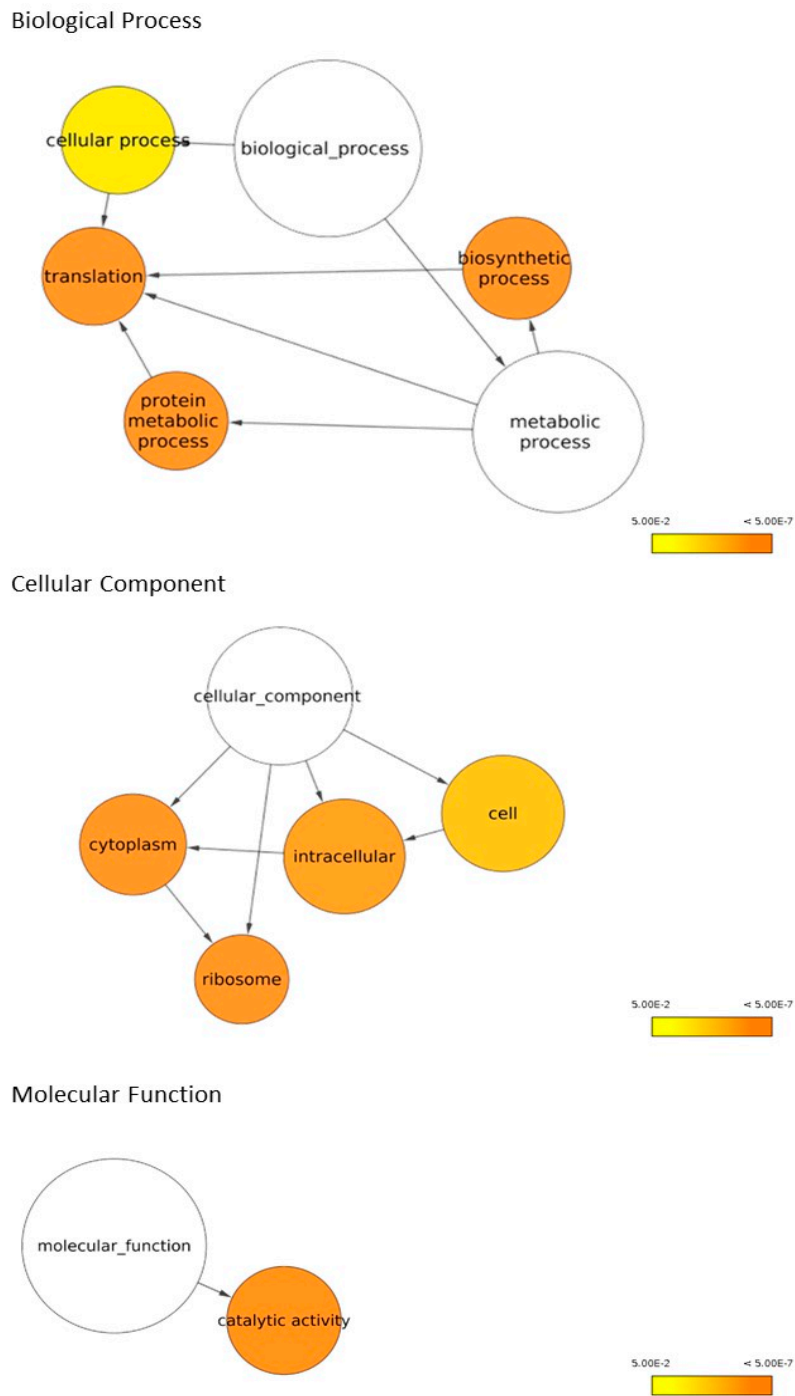 Biological Process
cellular process
biological_process
biosynthetic
process
translation
protein
metabolic
process
metabolic
process
5.00E-2
< 5.00E-7
Cellular Component
cellular_component
cell
cytoplasm
intracellular
ribosome
5.00E-2
< 5.00E-7
Molecular Function
molecular_function
catalytic activity
5.00E-2
< 5.00E-7